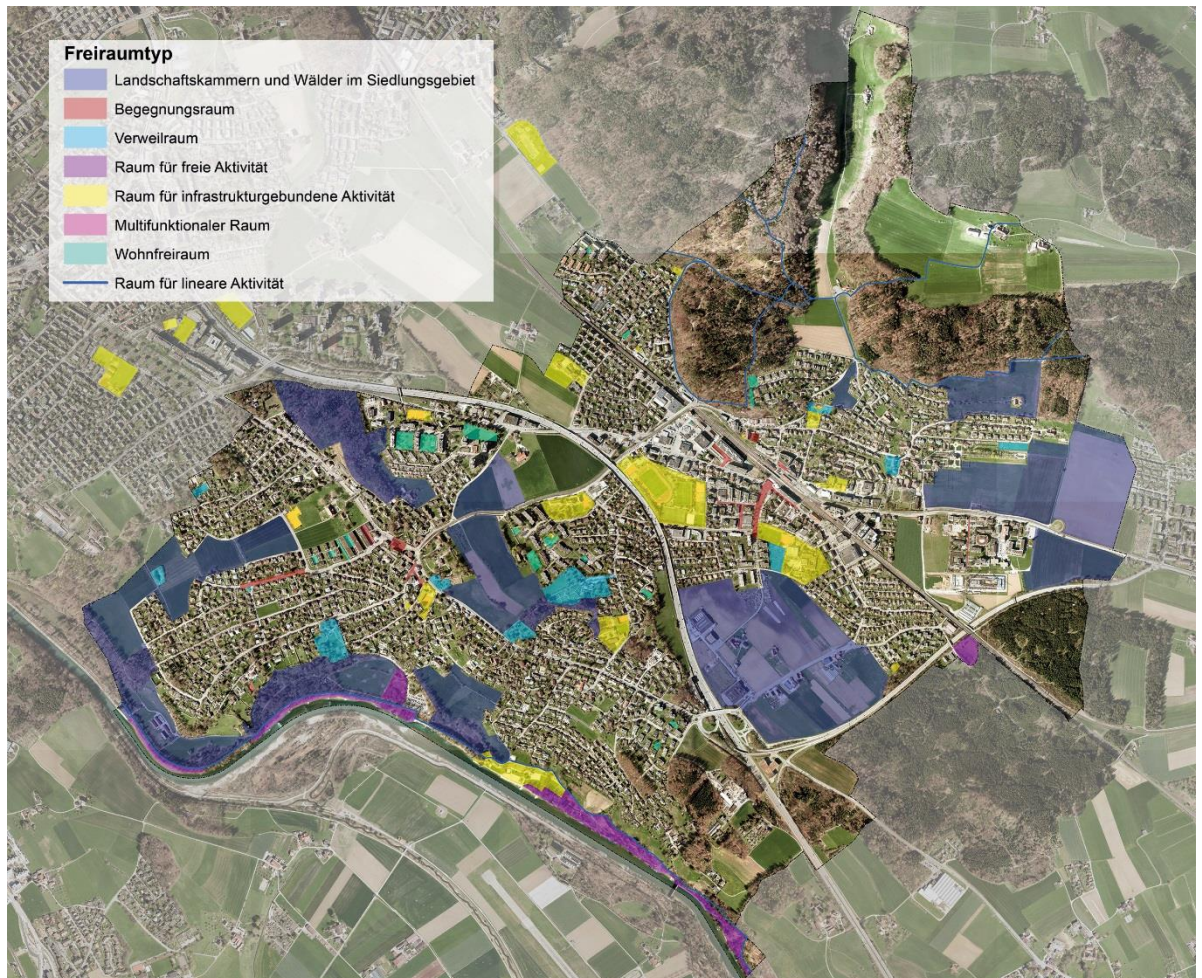 Freiraumtyp
Landschaftskammern und Wälder im Siedlungsgebiet
Begegnungsraum
Verweilraum
Raum für freie Aktivität
Raum für infrastrukturgebundene Aktivität
Multifunktionaler Raum
Wohnfreiraum
Raum für lineare Aktivität